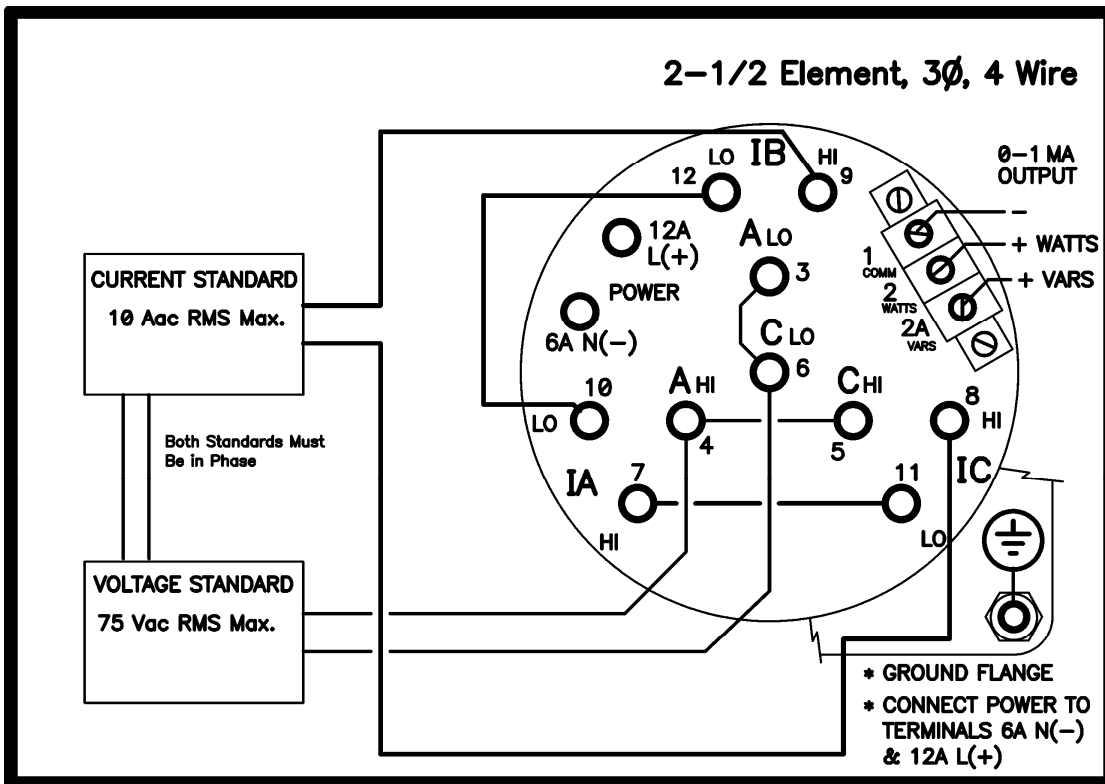 2-1/2 Element, 3Ø, 4 Wire
0-1 MA
OUTPUT
-
+ WATTS
+ VARS
LO
IB
HI
12
9
12A
L(+)
A LO
3
1
COMM
2
WATTS
2A
VARS
POWER
6A N(-)
C LO
6
CURRENT STANDARD
10 Aac RMS Max.
10
LO
A HI
4
C HI
5
8
HI
Both Standards Must
Be in Phase
IA
7
HI
11
IC
LO
VOLTAGE STANDARD
75 Vac RMS Max.
* GROUND FLANGE
* CONNECT POWER TO
TERMINALS 6A N(-)
& 12A L(+)